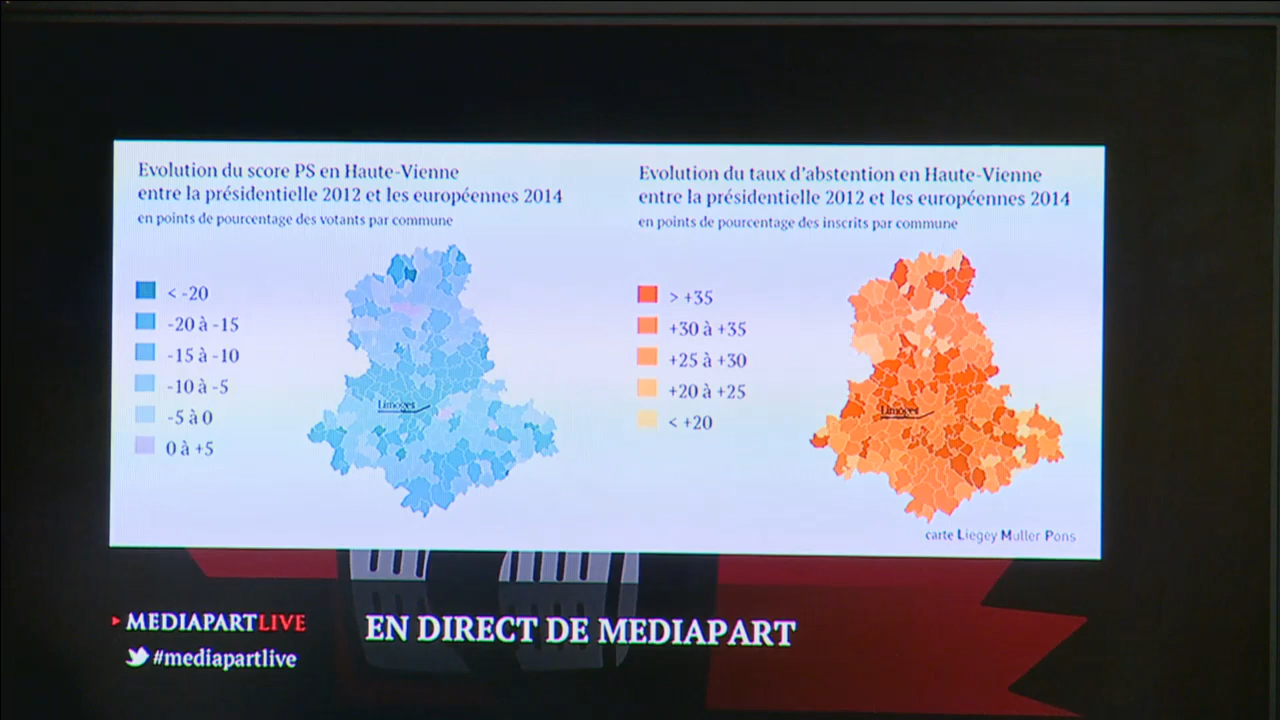 Evolution du score PS en Haute-Vienne
entre la présidentielle 2012 et les européennes 2014
en points de pourcentage des votants par commune
< -20
-20 à -15
-15 à -10
-10 à -5
-5 à 0
0 à +5
Limoges
Evolution du taux d'abstention en Haute-Vienne
entre la présidentielle 2012 et les européennes 2014
en points de pourcentage des inscrits par commune
> +35
+30 à +35
+25 à +30
+20 à +25
< +20
Limoges
carte Liegey Muller Pons
MEDIAPARTLIVE
#mediapartlive
EN DIRECT DE MEDIAPART